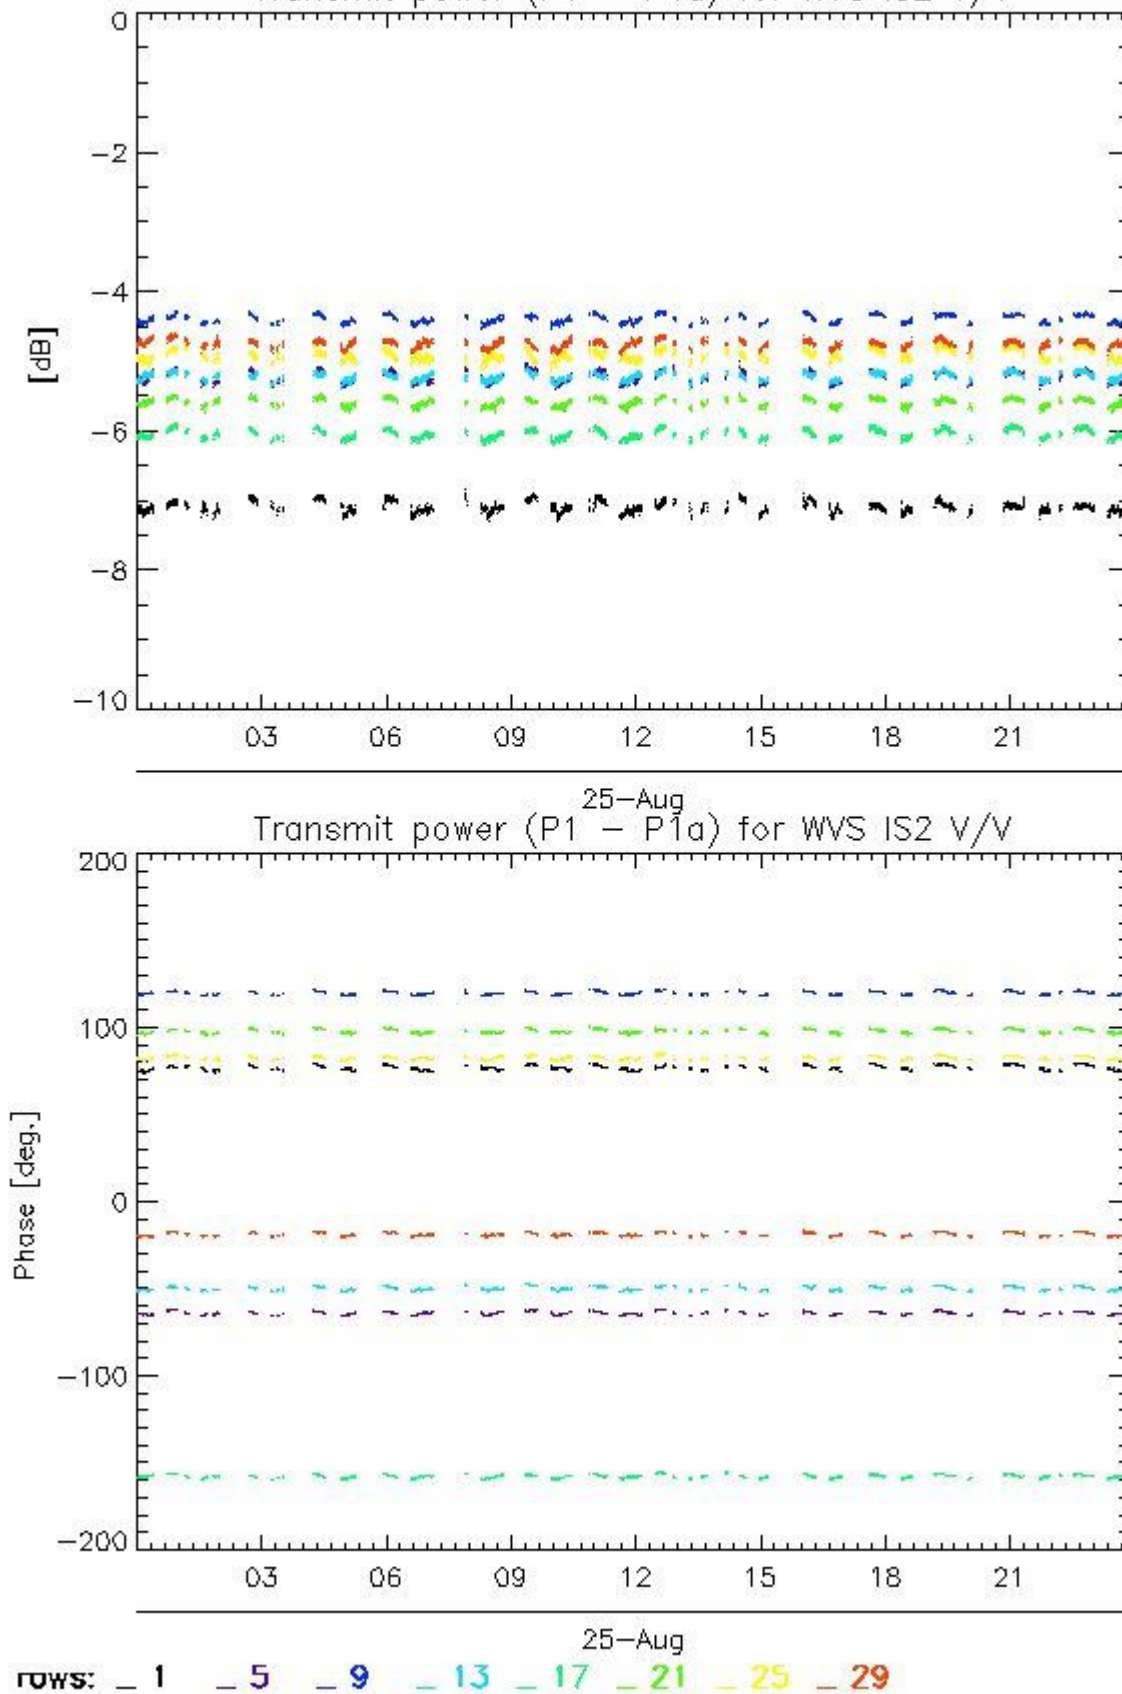 0
−2
−4
[dB]
−6
−8
−10
03 06 09 12 15 18 21
25−Aug
Transmit power (P1 − P1a) for WVS IS2 V/V
200
100
Phase [deg.]
0
−100
−200
03 06 09 12 15 18 21
25−Aug
rows: _ 1 _ 5 _ 9 _ 13 _ 17 _ 21 _ 25 _ 29